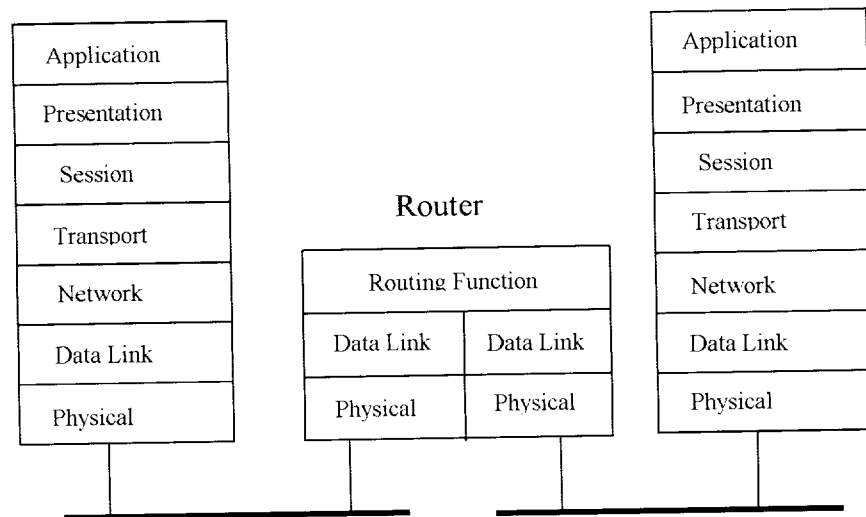 Application
Presentation
Session
Transport
Network
Data Link
Physical
Router
Routing Function
Data Link Data Link
Physical Physical
Application
Presentation
Session
Transport
Network
Data Link
Physical